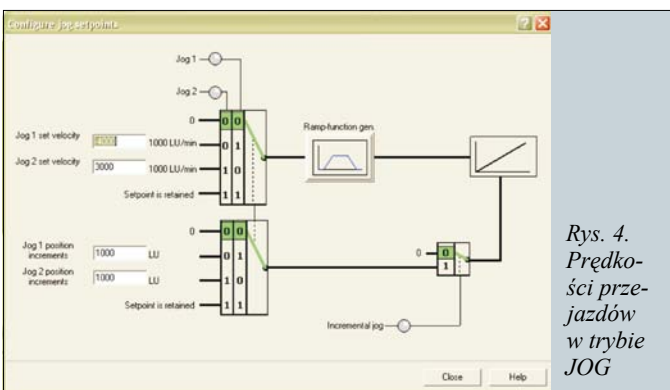 Configure jog setpoints
Jog 1
Jog 2
0
0 0
Jog 1 set velocity
1000 LU/min
0 1
Jog 2 set velocity 3000 1000 LU/min
1 0
Setpoint is retained
1 1
Ramp-function gen.
0
0 0
Jog 1 position increments 1000 LU
0 1
Jog 2 position increments 1000 LU
1 0
Setpoint is retained
1 1
0
0
1
Incremental jog
Close Help
Rys. 4.
Prędko-
ści prze-
jazdów
w trybie
JOG